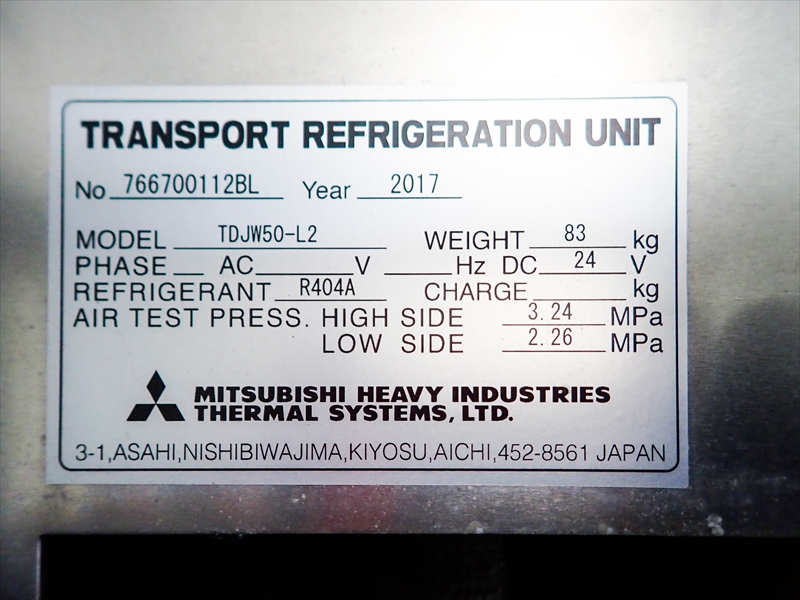 TRANSPORT REFRIGERATION UNIT
No 766700112BL Year 2017
MODEL TDJW50-L2 WEIGHT 83 kg
PHASE AC V Hz DC 24 V
REFRIGERANT R404A CHARGE kg
AIR TEST PRESS. HIGH SIDE 3.24 MPa
LOW SIDE 2.26 MPa
MITSUBISHI HEAVY INDUSTRIES
THERMAL SYSTEMS, LTD.
3-1,ASAHI,NISHIBIWAJIMA,KIYOSU,AICHI,452-8561 JAPAN